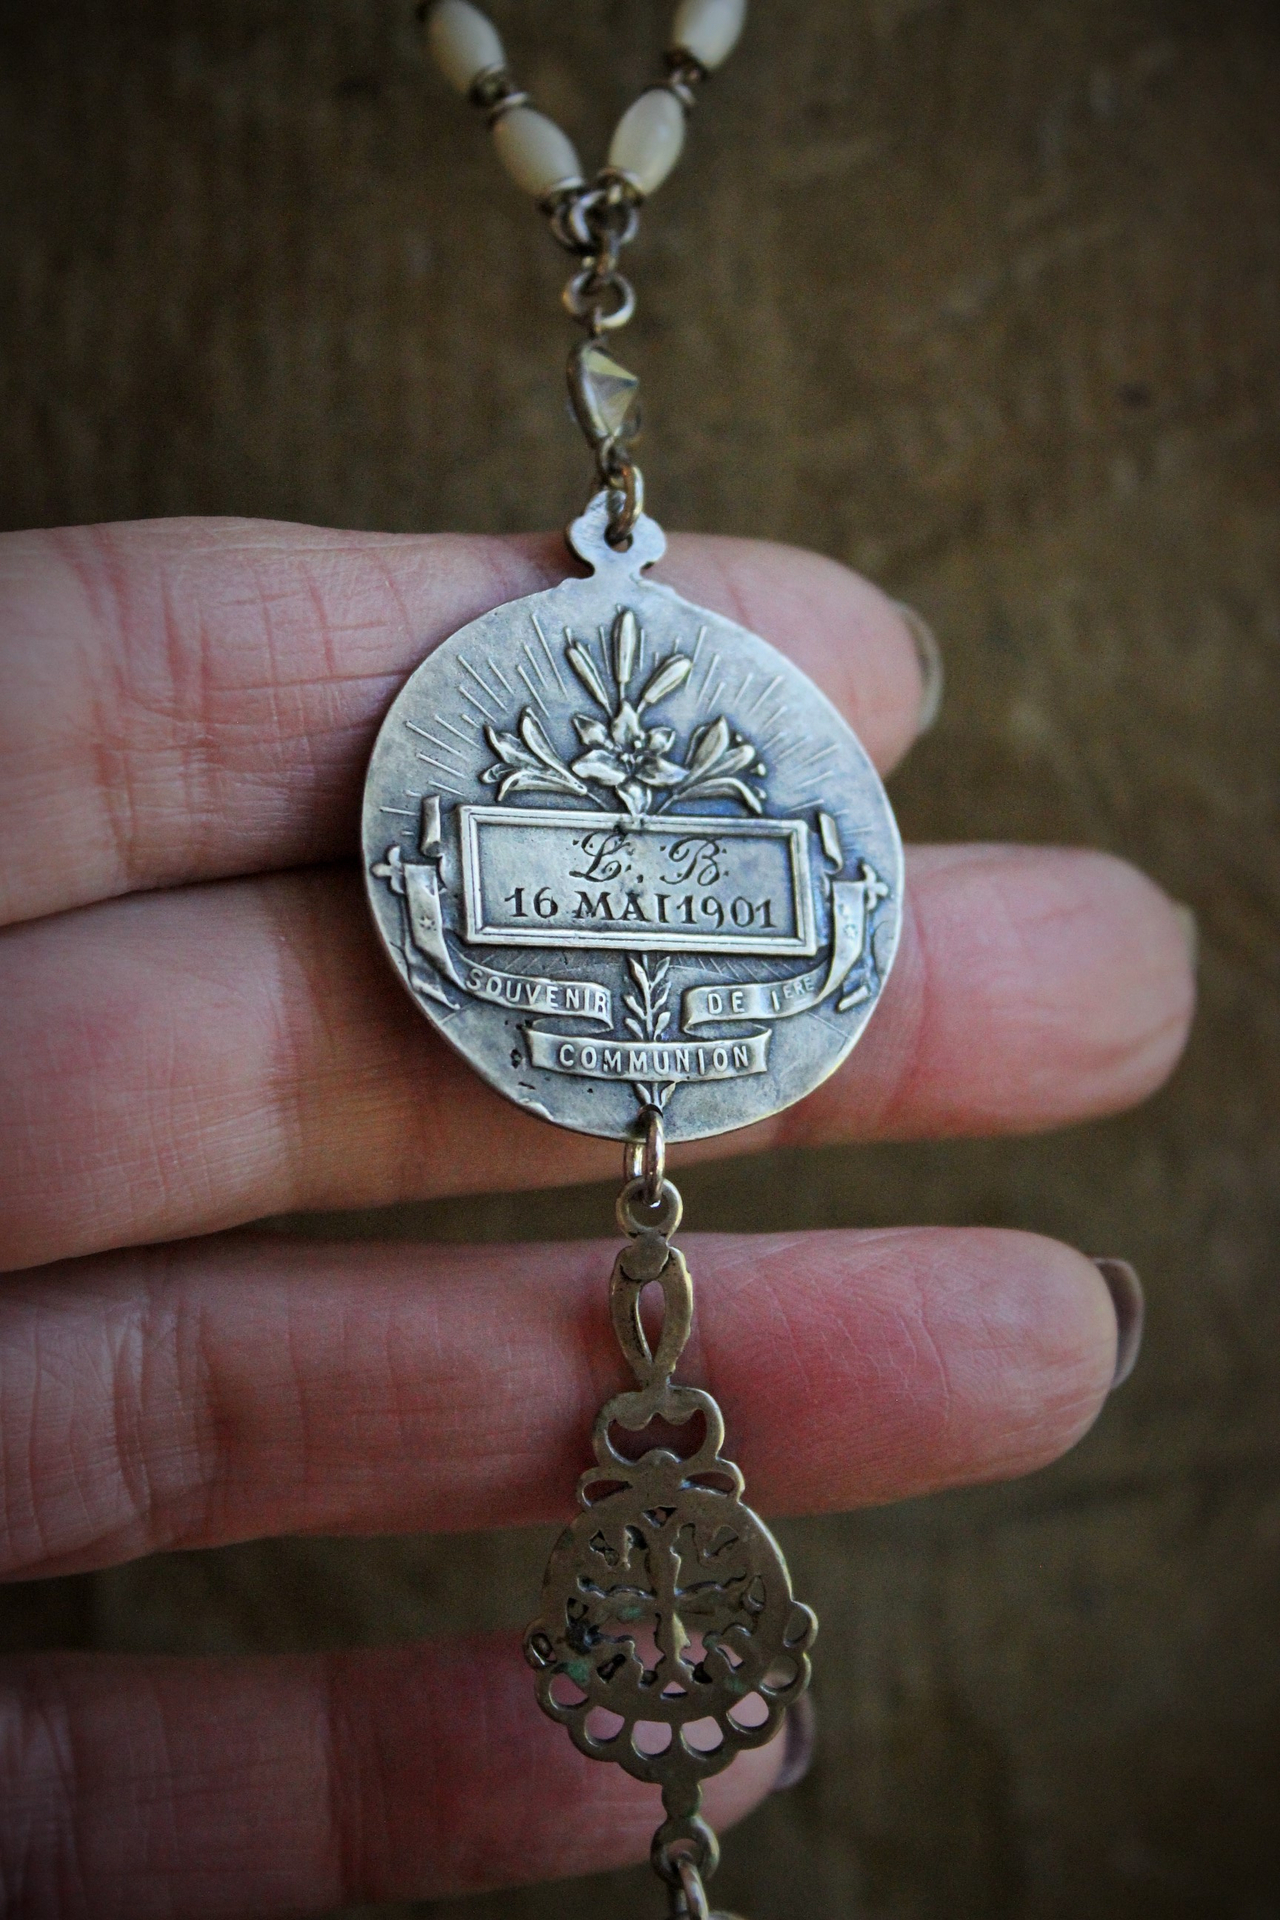 L. B.
16 MAI 1901
SOUVENIR DE 1ERE
COMMUNION